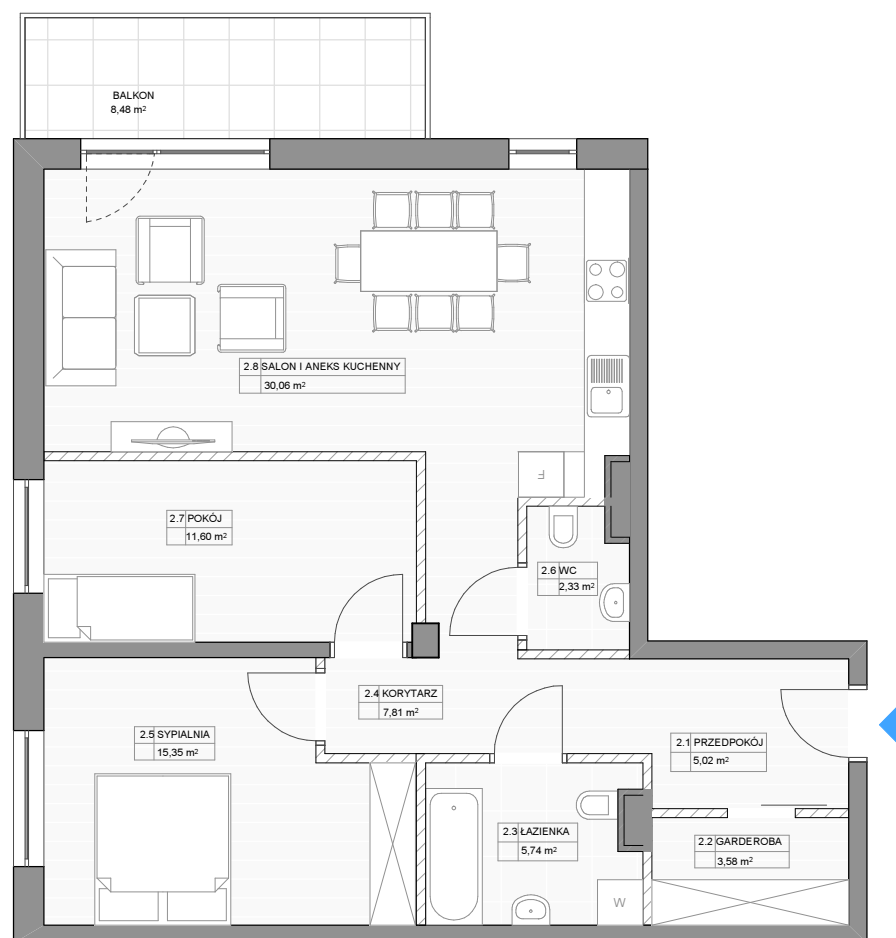 BALKON
8,48 m²
2.8 SALON I ANEKS KUCHENNY
30,06 m²
LF
2.7 POKÓJ
11,60 m²
2.6 WC
2,33 m²
2.4 KORYTARZ
7,81 m²
2.5 SYPIALNIA
15,35 m²
2.1 PRZEDPOKÓJ
5,02 m²
2.3 ŁAZIENKA
5,74 m²
2.2 GARDEROBA
3,58 m²
W